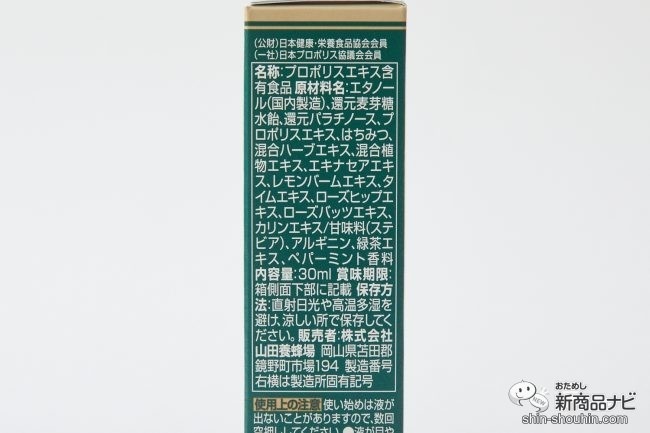 (公財)日本健康・栄養食品協会会員
(一社)日本プロポリス協議会会員
名称:プロポリスエキス含
有食品 原材料名:エタノー
ル(国内製造)、還元麦芽糖
水飴、還元パラチノース、プ
ロポリスエキス、はちみつ、
混合ハーブエキス、混合植
物エキス、エキナセアエキ
ス、レモンバームエキス、タ
イムエキス、ローズヒップエ
キス、ローズバッツエキス、
カリンエキス/甘味料(ステ
ビア)、アルギニン、緑茶エ
キス、ペパーミント香料
内容量:30ml 賞味期限:
箱側面下部に記載 保存方
法:直射日光や高温多湿を
避け、涼しい所で保存してく
ださい。販売者:株式会社
山田養蜂場 岡山県苫田郡
鏡野町市場194 製造番号
右横は製造所固有記号
使用上の注意 使い始めは液が
出ないことがありますので、数回
空押ししてください。●液が目や
おためし
新商品ナビ
shin-shouhin.com
NEW